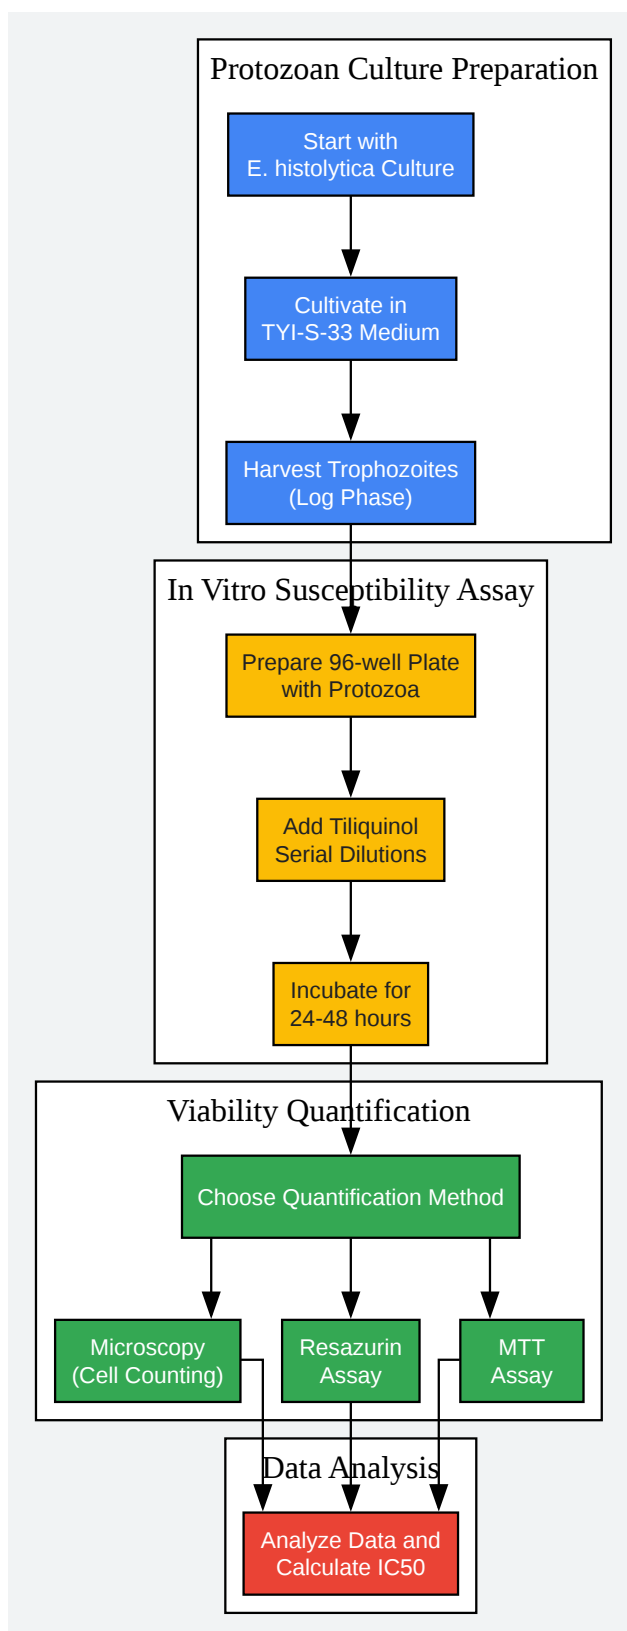 Protozoan Culture Preparation
Start with
E. histolytica Culture
Cultivate in
TYI-S-33 Medium
Harvest Trophozoites
(Log Phase)
In Vitro Susceptibility Assay
Prepare 96-well Plate
with Protozoa
Add Tiliquinol
Serial Dilutions
Incubate for
24-48 hours
Viability Quantification
Choose Quantification Method
Microscopy
(Cell Counting)
Resazurin
Assay
MTT
Assay
Data Analysis
Analyze Data and
Calculate IC50